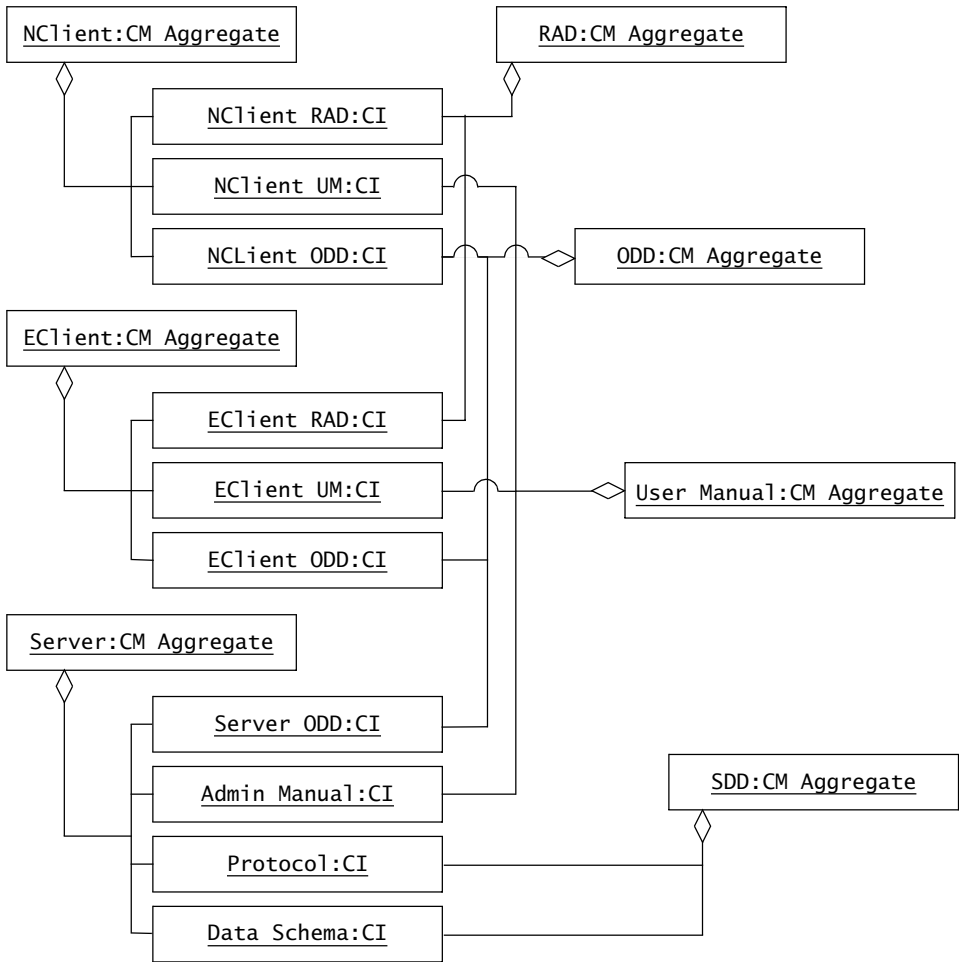 NClient:CM Aggregate
RAD:CM Aggregate
NClient RAD:CI
NClient UM:CI
NCLient ODD:CI
ODD:CM Aggregate
EClient:CM Aggregate
EClient RAD:CI
EClient UM:CI
User Manual:CM Aggregate
EClient ODD:CI
Server:CM Aggregate
Server ODD:CI
Admin Manual:CI
SDD:CM Aggregate
Protocol:CI
Data Schema:CI